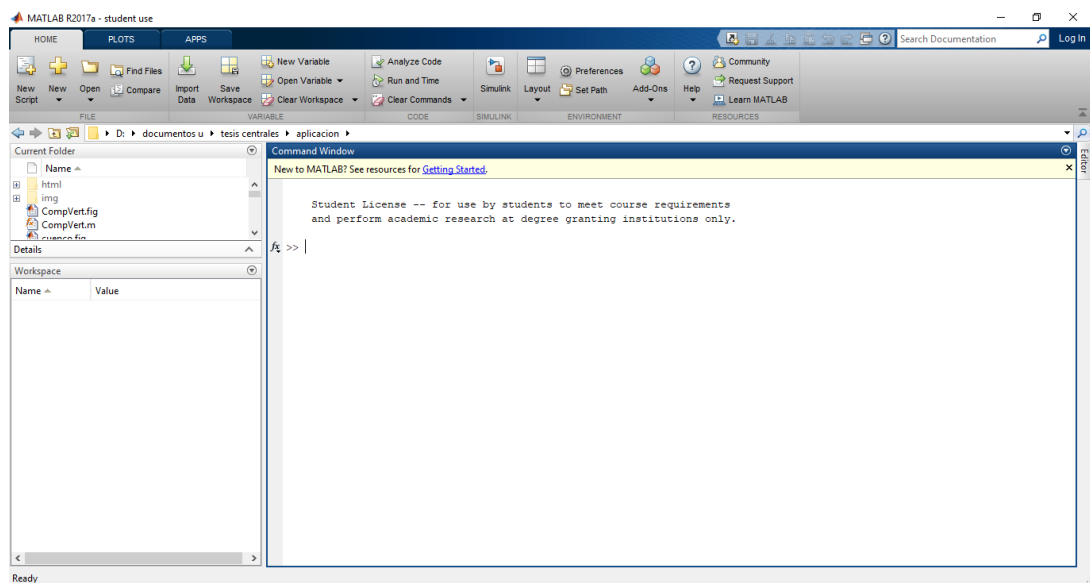 MATLAB R2017a - student use
HOME PLOTS APPS Search Documentation Log In
New Script New Open Find Files Compare Import Data Save Workspace New Variable Open Variable Clear Workspace Analyze Code Run and Time Clear Commands Simulink Layout Preferences Set Path Add-Ons Help Community Request Support Learn MATLAB
FILE VARIABLE CODE SIMULINK ENVIRONMENT RESOURCES
D: documentos u tesis centrales aplicacion
Current Folder
Name
html
img
CompVert.fig
CompVert.m
cuenco.fig
Details
Workspace
Name Value
Command Window
New to MATLAB? See resources for Getting Started.
Student License -- for use by students to meet course requirements
and perform academic research at degree granting institutions only.
fx >>
Editor
Ready